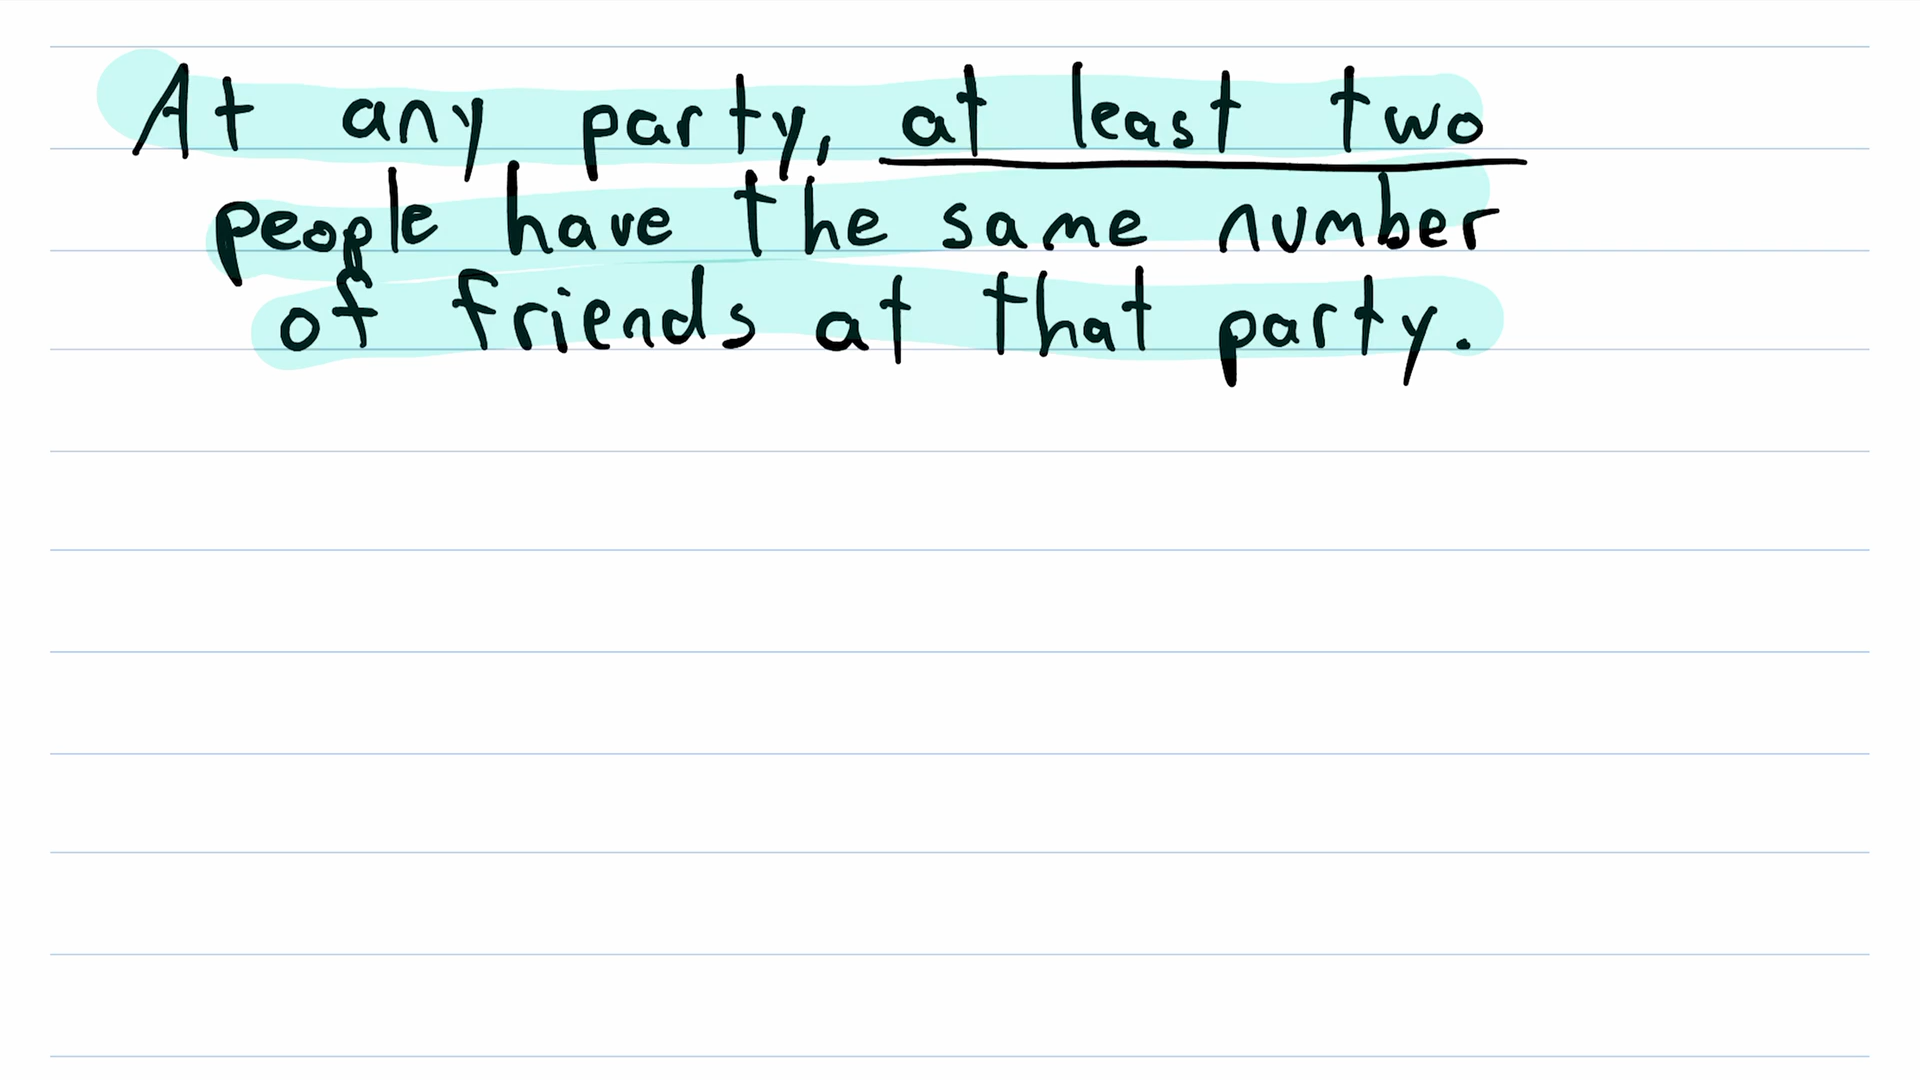 At any party, at least two
people have the same number
of friends at that party.